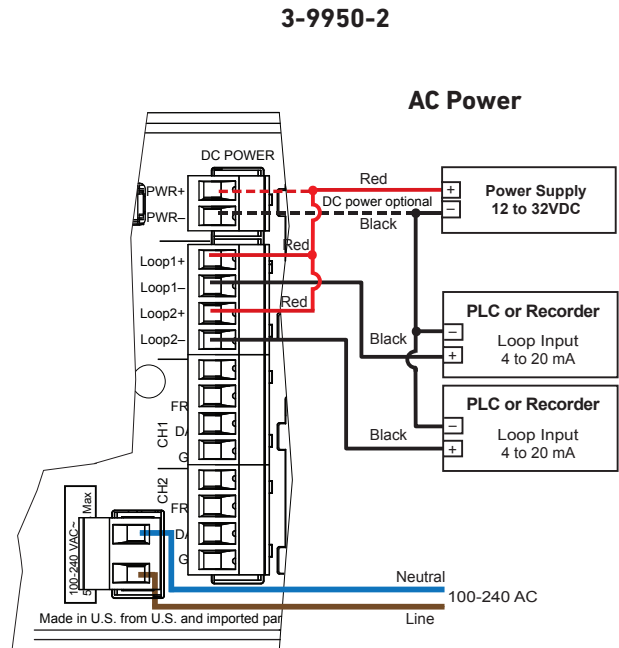 3-9950-2
AC Power
DC POWER
PWR+
PWR–
Red
DC power optional
Black
Power Supply
12 to 32VDC
+
–
Loop1+
Loop1–
Loop2+
Loop2–
Red
Red
Black
PLC or Recorder
Loop Input
4 to 20 mA
–
+
Black
PLC or Recorder
Loop Input
4 to 20 mA
–
+
CH1
FR
G
CH2
FR
G
100-240 VAC~
5
Max
Neutral
100-240 AC
Line
Made in U.S. from U.S. and imported par